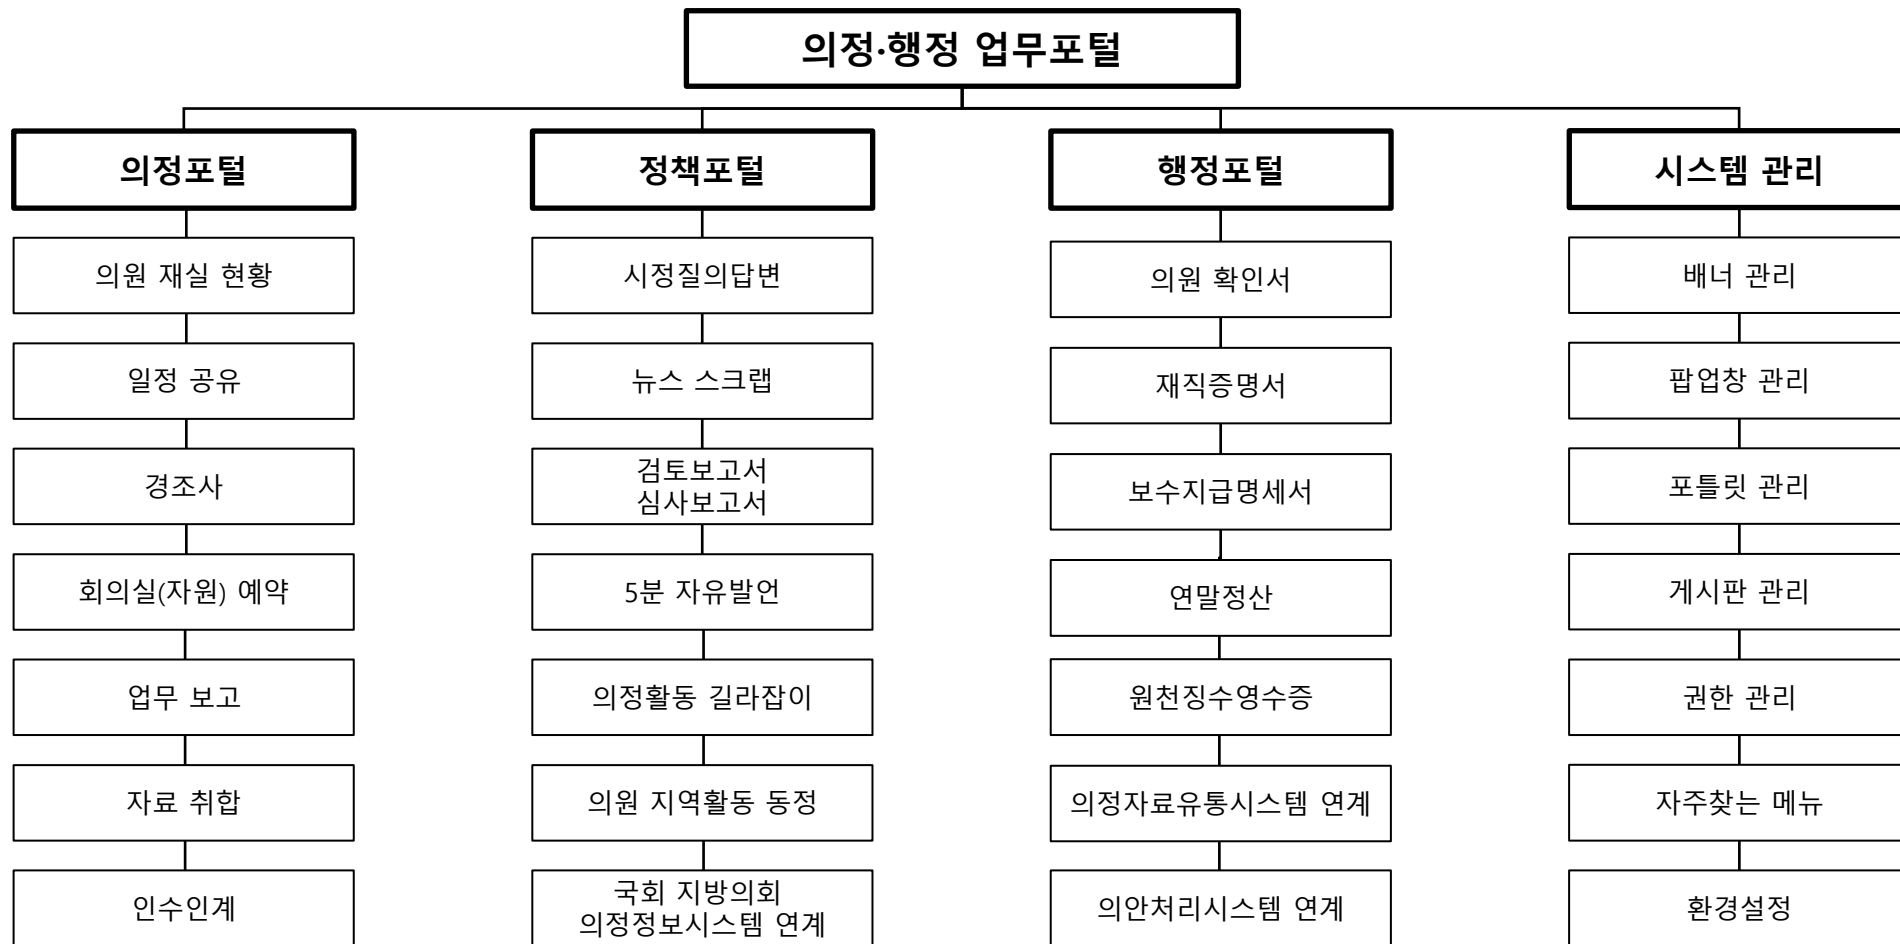 의정·행정 업무포털
의정포털
의원 재실 현황
일정 공유
경조사
회의실(자원) 예약
업무 보고
자료 취합
인수인계
정책포털
시정질의답변
뉴스 스크랩
검토보고서
심사보고서
5분 자유발언
의정활동 길라잡이
의원 지역활동 동정
국회 지방의회
의정정보시스템 연계
행정포털
의원 확인서
재직증명서
보수지급명세서
연말정산
원천징수영수증
의정자료유통시스템 연계
의안처리시스템 연계
시스템 관리
배너 관리
팝업창 관리
포틀릿 관리
게시판 관리
권한 관리
자주찾는 메뉴
환경설정